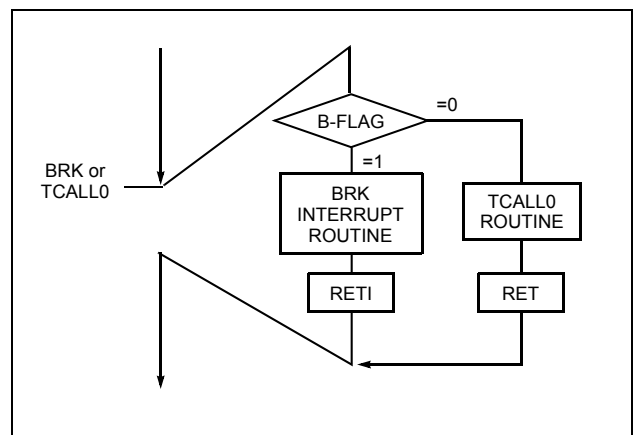 =0
B-FLAG
=1
BRK or
TCALL0
BRK
INTERRUPT
ROUTINE
TCALL0
ROUTINE
RETI
RET